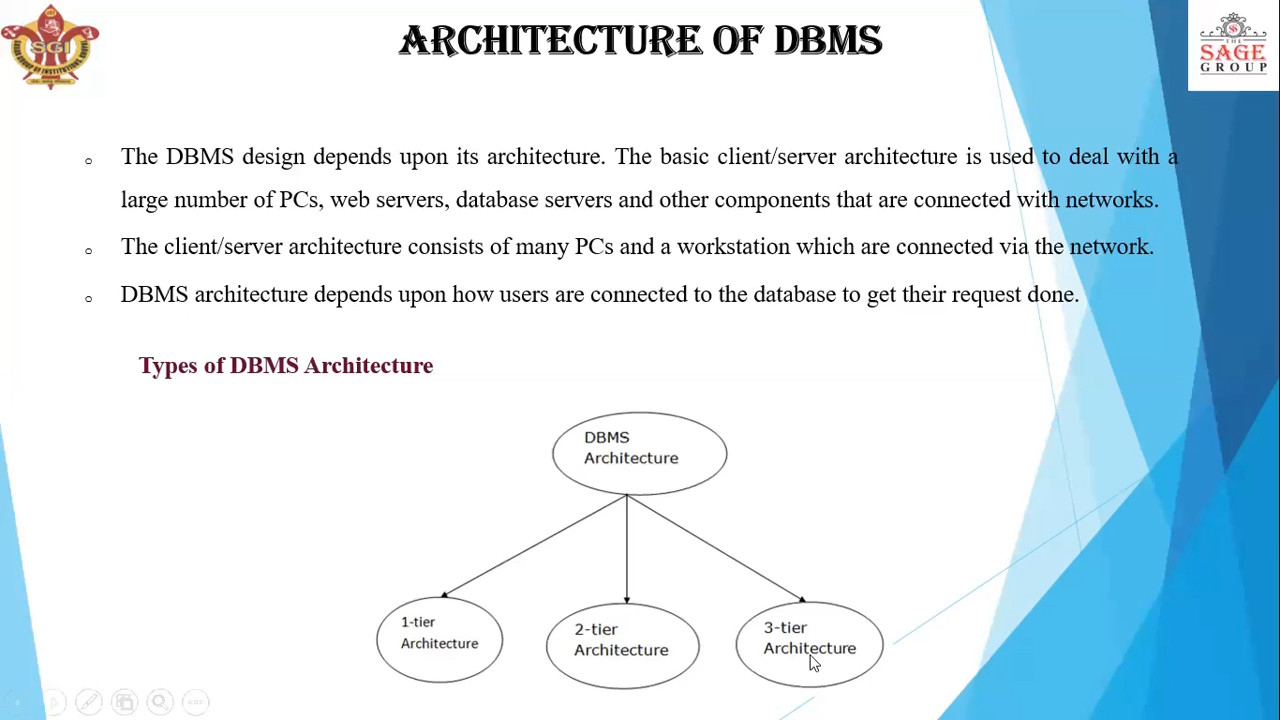 ARCHITECTURE OF DBMS
SGI
THE
SAGE
GROUP
The DBMS design depends upon its architecture. The basic client/server architecture is used to deal with a
large number of PCs, web servers, database servers and other components that are connected with networks.
The client/server architecture consists of many PCs and a workstation which are connected via the network.
DBMS architecture depends upon how users are connected to the database to get their request done.
Types of DBMS Architecture
DBMS
Architecture
1-tier
Architecture
2-tier
Architecture
3-tier
Architecture